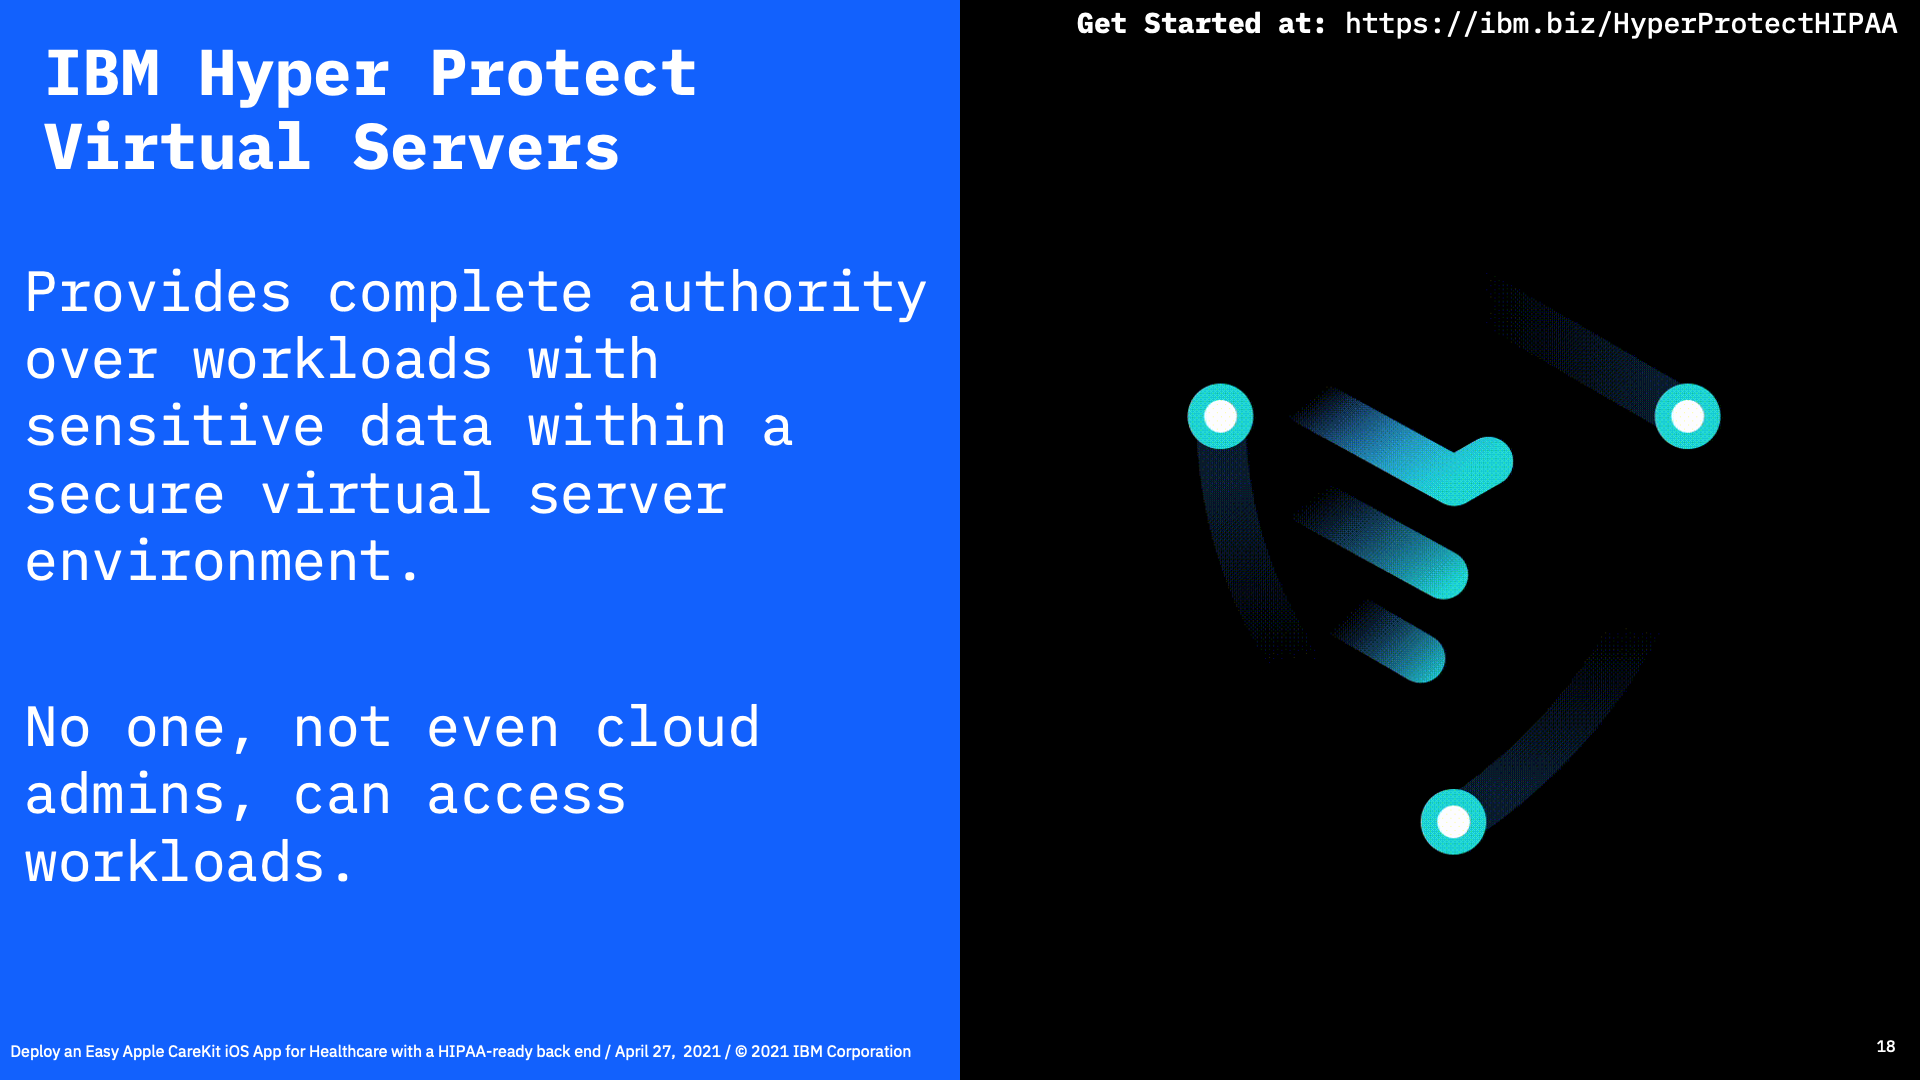 Get Started at: https://ibm.biz/HyperProtectHIPAA
IBM Hyper Protect
Virtual Servers
Provides complete authority
over workloads with
sensitive data within a
secure virtual server
environment.
No one, not even cloud
admins, can access
workloads.
Deploy an Easy Apple CareKit iOS App for Healthcare with a HIPAA-ready back end / April 27, 2021 / © 2021 IBM Corporation
18